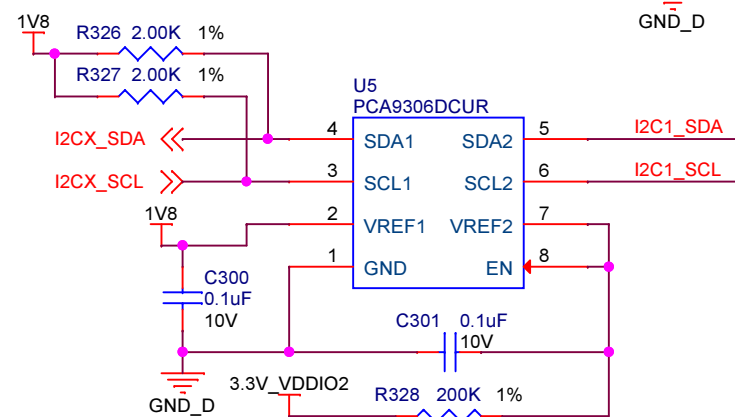 1V8
GND_D
R326 2.00K 1%
R327 2.00K 1%
U5
PCA9306DCUR
I2CX_SDA 4 SDA1 SDA2 5 I2C1_SDA
I2CX_SCL 3 SCL1 SCL2 6 I2C1_SCL
1V8 2 VREF1 VREF2 7
1 GND EN 8
C300
0.1uF
10V
C301 0.1uF
10V
GND_D
3.3V_VDDIO2
R328 200K 1%